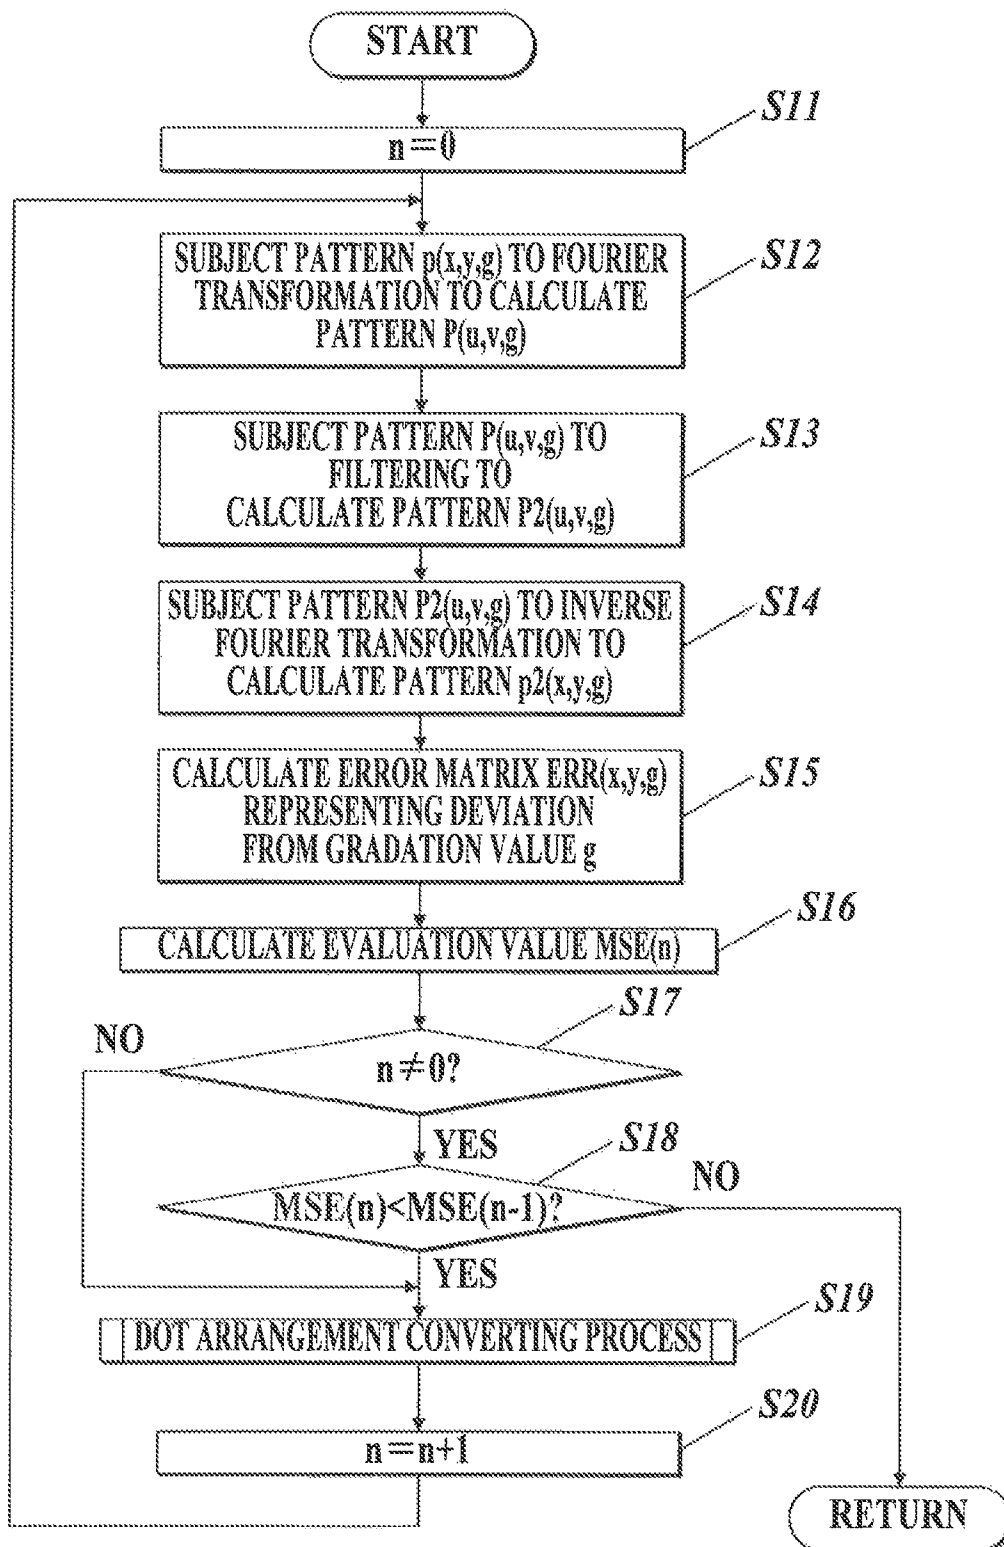 START
S11
n=0
S12
SUBJECT PATTERN p(x,y,g) TO FOURIER
TRANSFORMATION TO CALCULATE
PATTERN P(u,v,g)
S13
SUBJECT PATTERN P(u,v,g) TO
FILTERING TO
CALCULATE PATTERN P2(u,v,g)
S14
SUBJECT PATTERN P2(u,v,g) TO INVERSE
FOURIER TRANSFORMATION TO
CALCULATE PATTERN p2(x,y,g)
S15
CALCULATE ERROR MATRIX ERR(x,y,g)
REPRESENTING DEVIATION
FROM GRADATION VALUE g
S16
CALCULATE EVALUATION VALUE MSE(n)
S17
NO
n≠0?
YES
S18
NO
MSE(n)<MSE(n-1)?
YES
S19
DOT ARRANGEMENT CONVERTING PROCESS
S20
n=n+1
RETURN